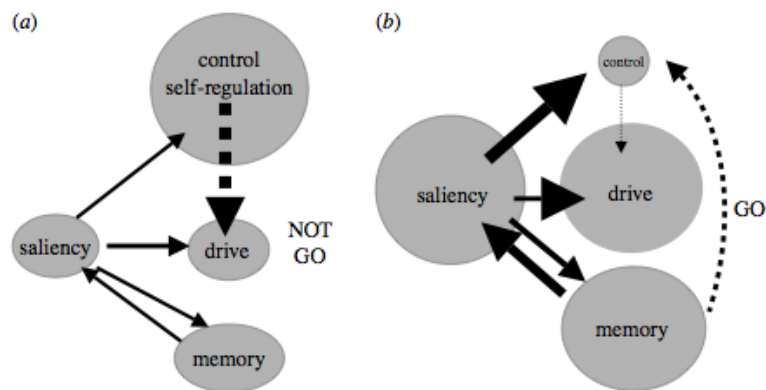 (a)
control
self-regulation
saliency
drive
NOT
GO
memory
(b)
control
saliency
drive
GO
memory